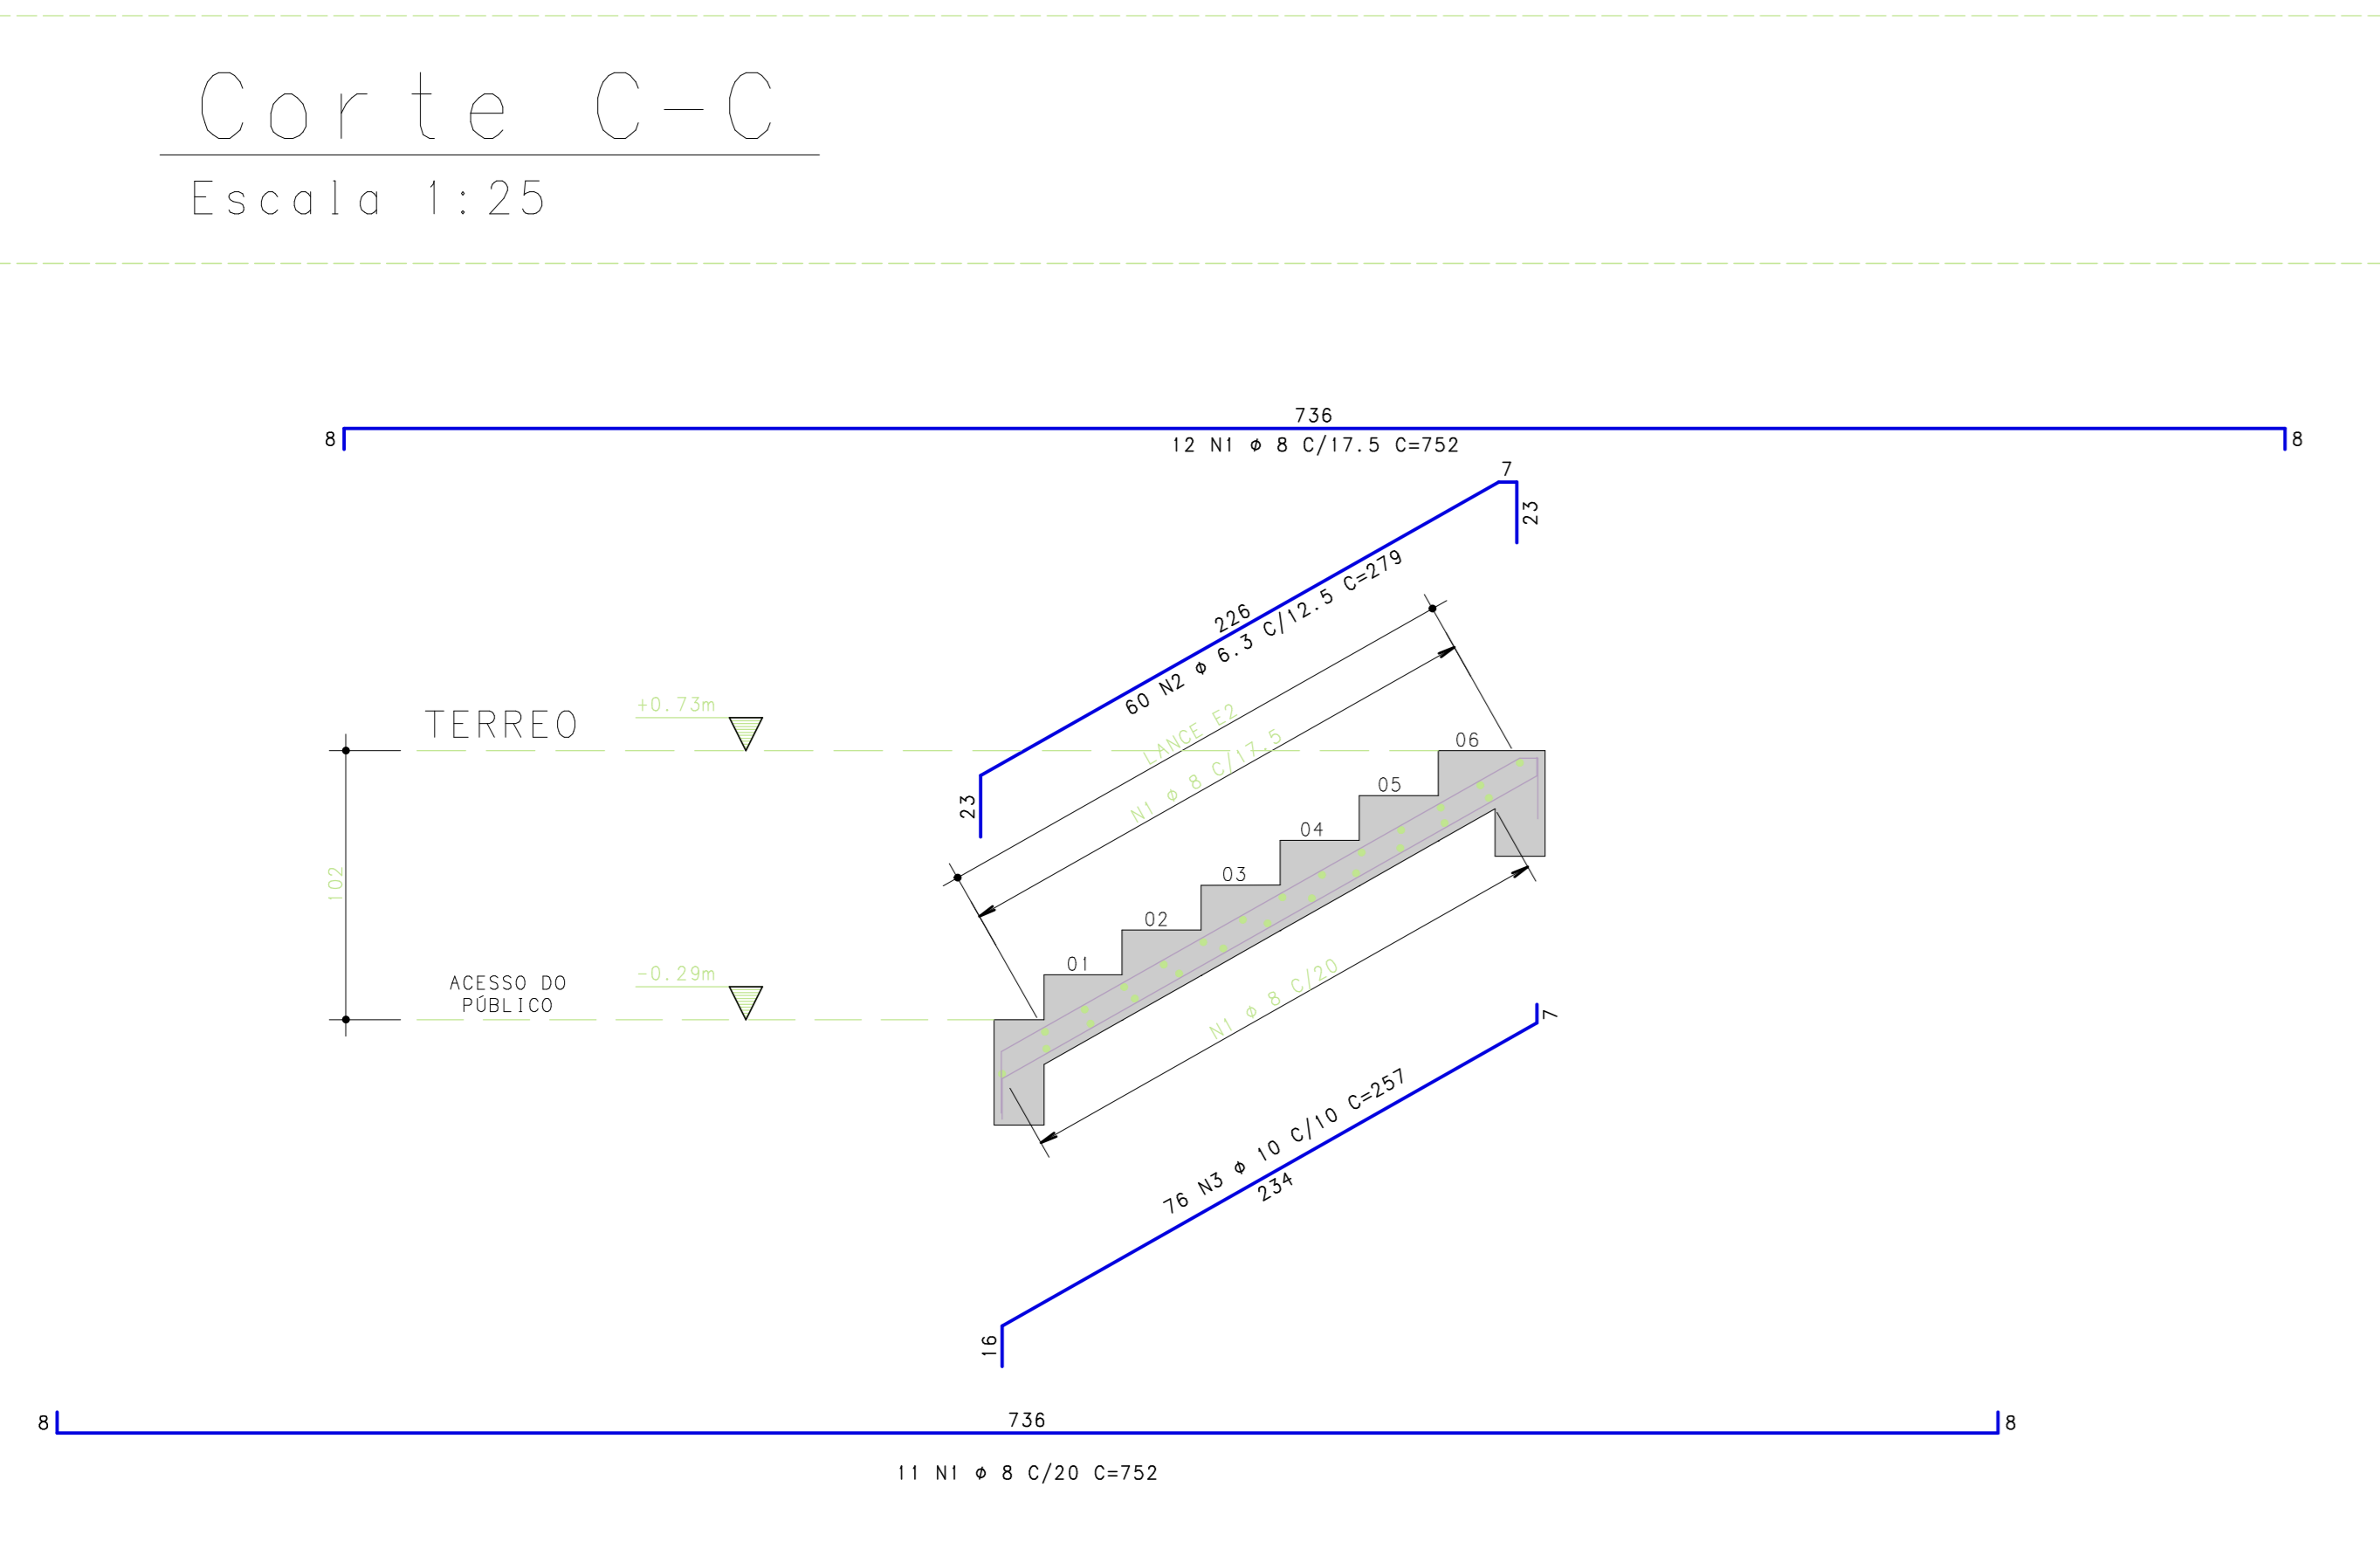 Corte C-C
Escala 1:25
736
8
8
12 N1 ø 8 C/17.5 C=752
7
23
226
60 N2 ø 6.3 C/12.5 C=279
23
LANCE E2
N1 ø 8 C/17.5
TERREO
+0.73m
06
05
04
03
02
01
102
ACESSO DO
PÚBLICO
-0.29m
N1 ø 8 C/20
7
76 N3 ø 10 C/10 C=257
234
16
8
736
8
11 N1 ø 8 C/20 C=752